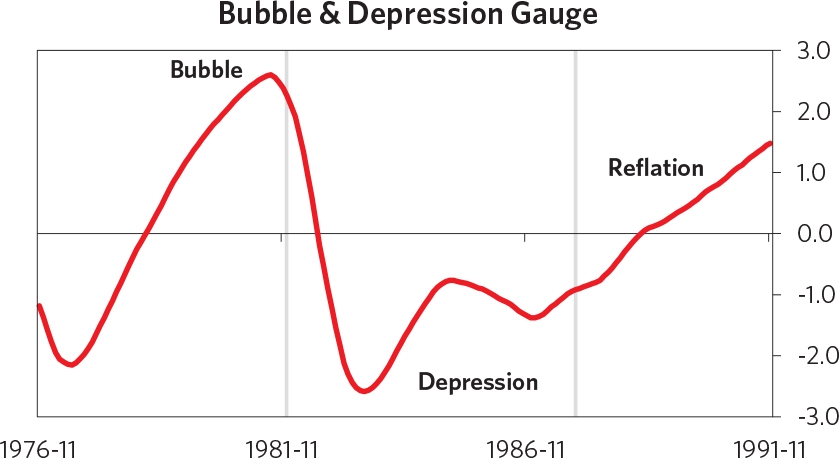 Bubble & Depression Gauge
Bubble
Reflation
Depression
3.0
2.0
1.0
0.0
-1.0
-2.0
-3.0
1976-11 1981-11 1986-11 1991-11